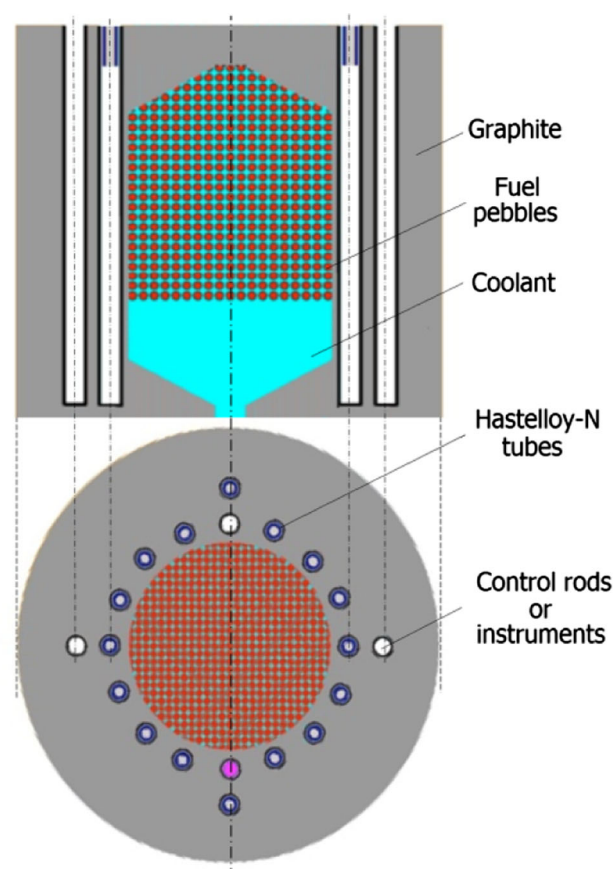 Graphite
Fuel
pebbles
Coolant
Hastelloy-N
tubes
Control rods
or
instruments